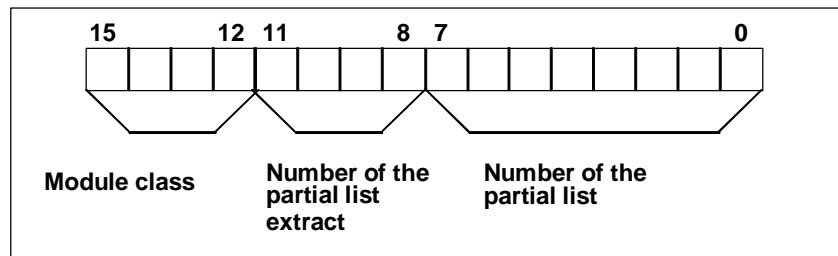 15 12 11 8 7 0
Module class
Number of the
partial list
extract
Number of the
partial list